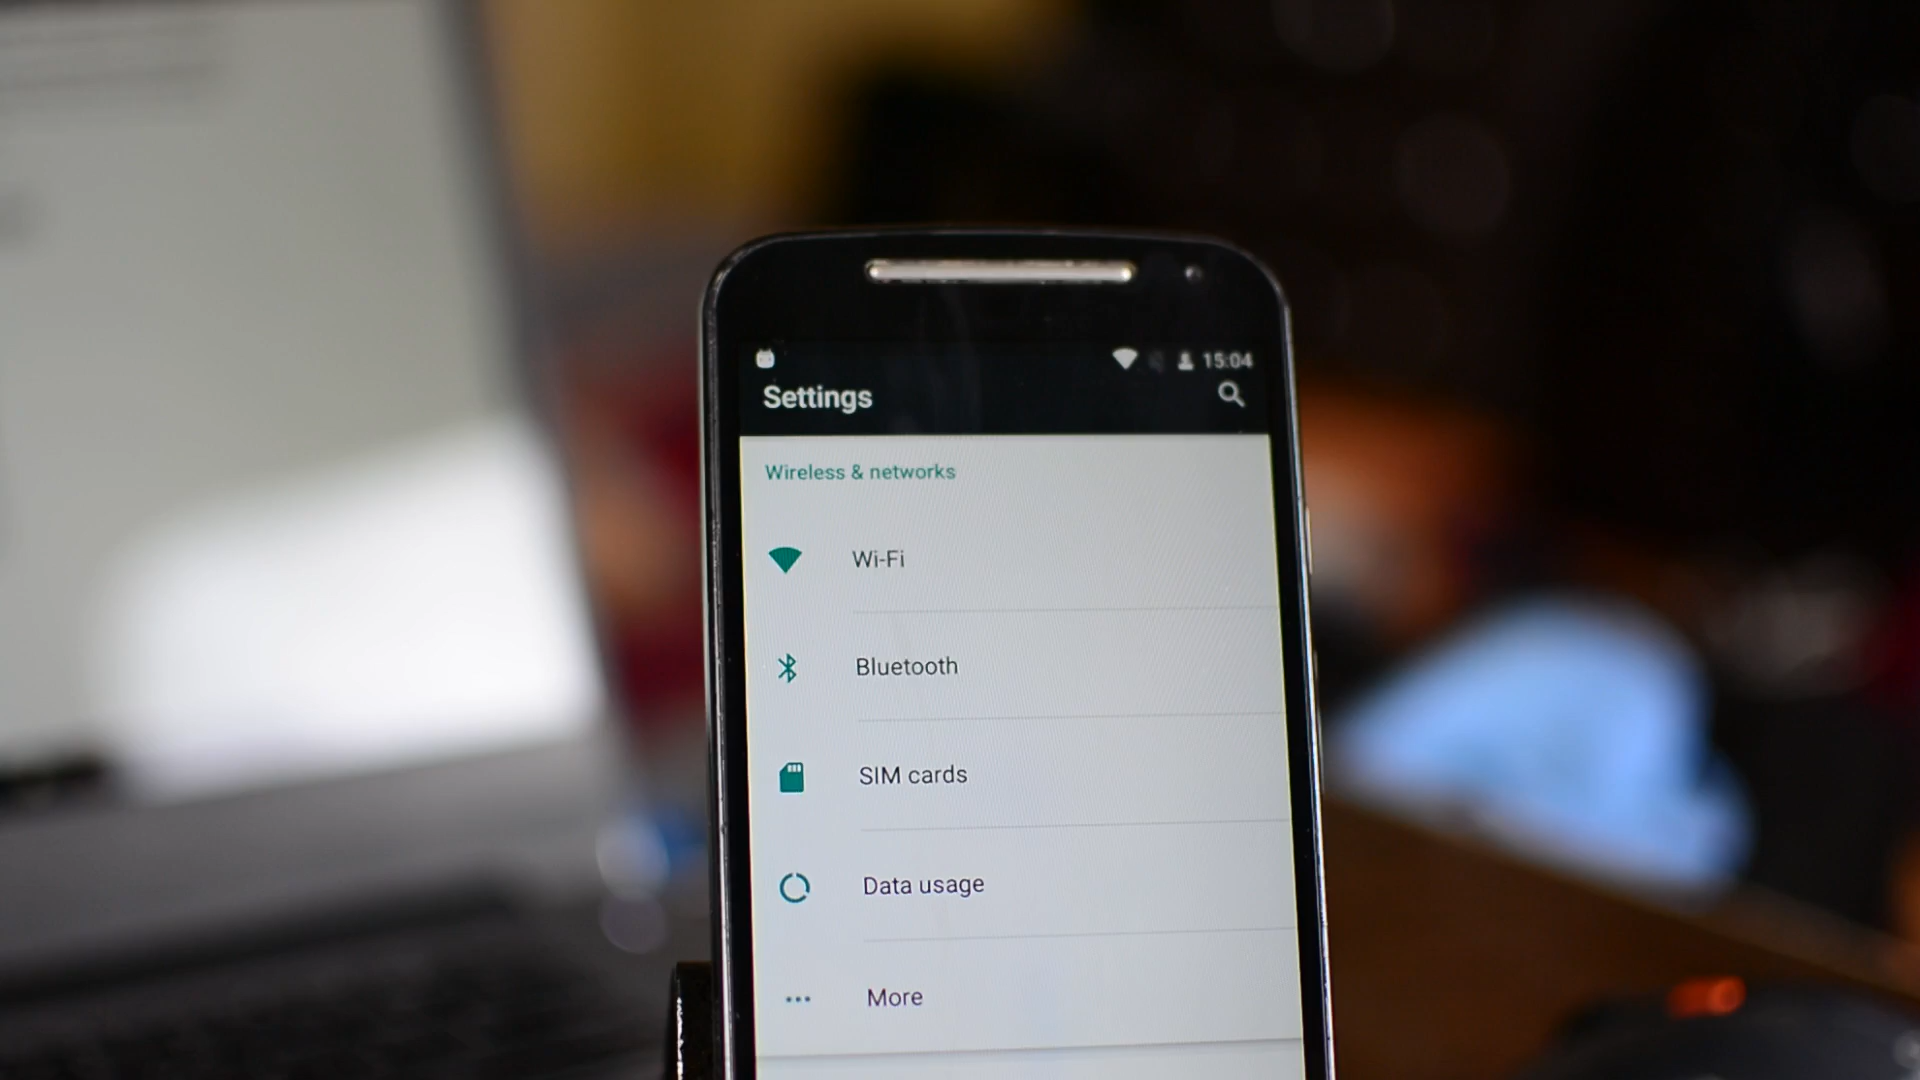 15:04
Settings
Wireless & networks
Wi-Fi
Bluetooth
SIM cards
Data usage
More